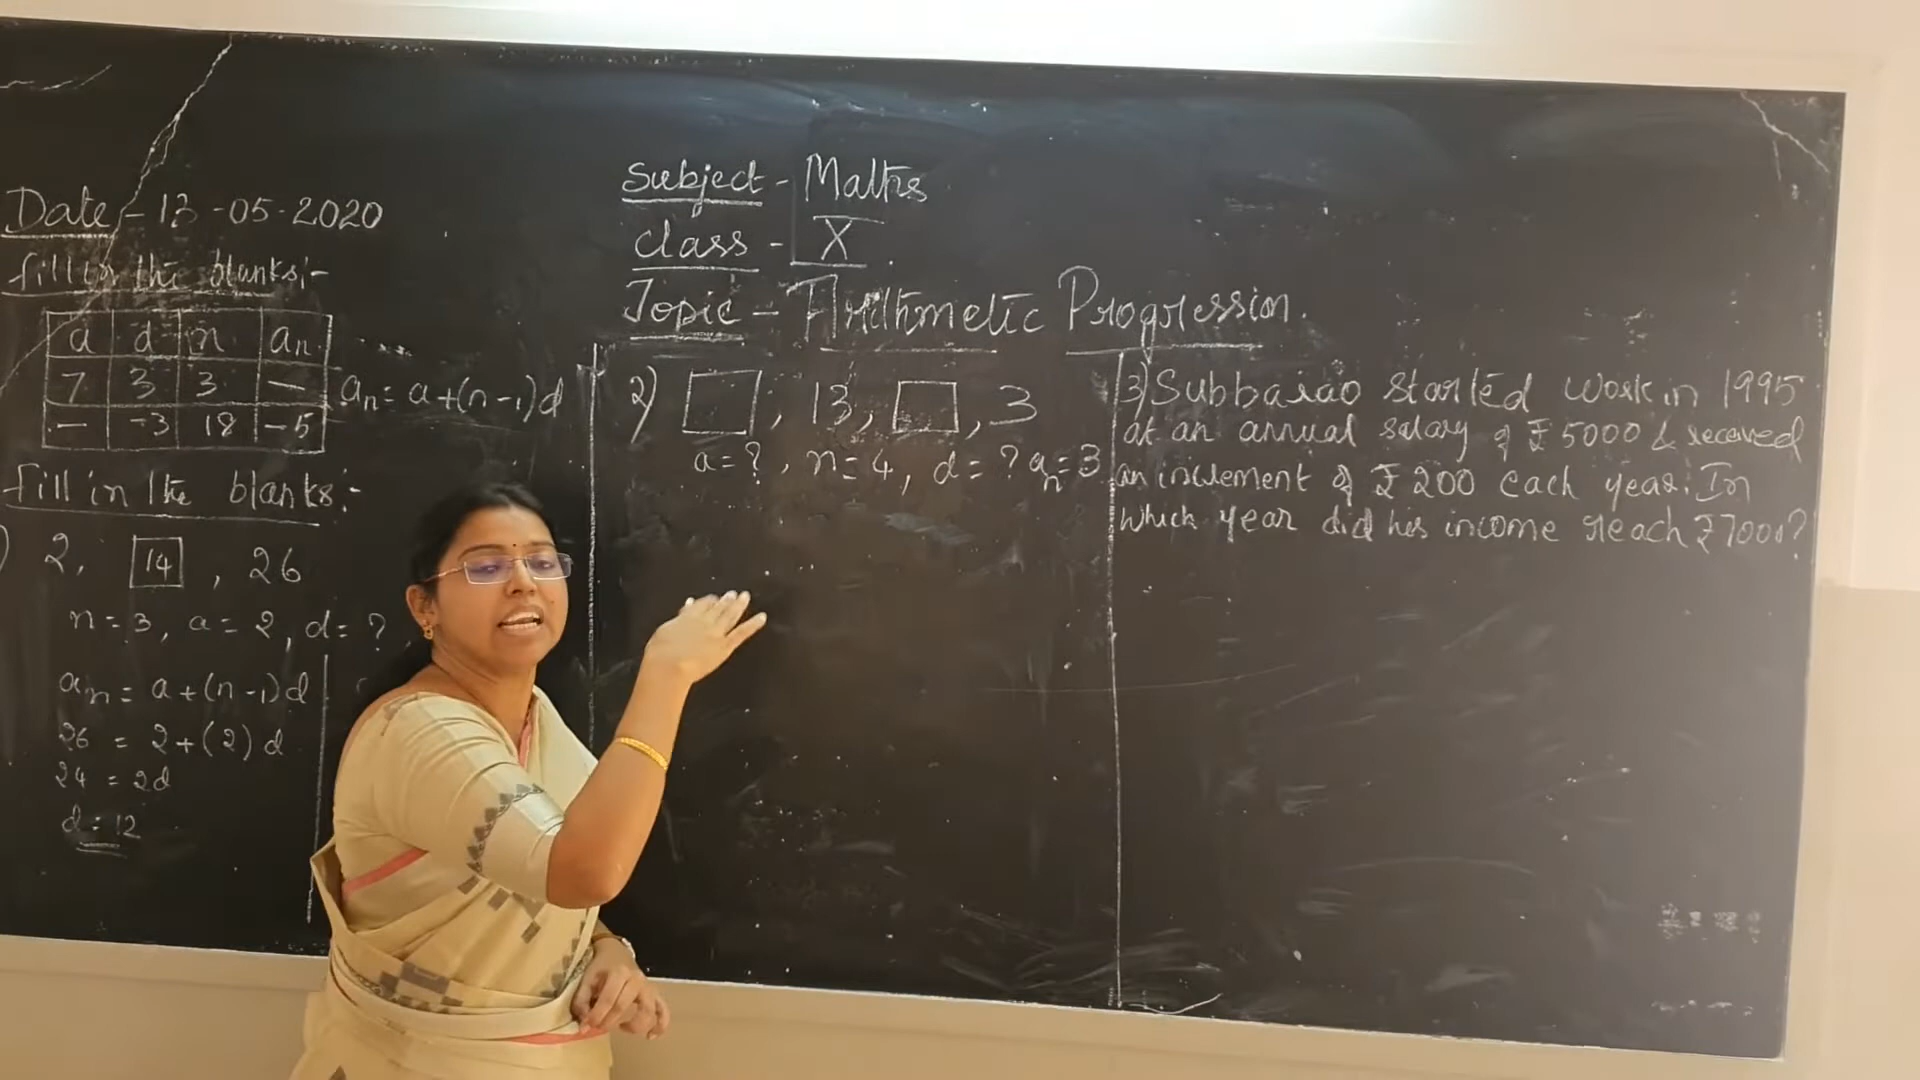 Subject - Maths
Class - X
Topic - Arithmetic Progression.
Date - 13-05-2020
Fill in the blanks:-
a d n an
7 3 3 —
— -3 18 -5
an = a+(n-1)d
Fill in the blanks:-
2, 14, 26
n = 3, a = 2, d = ?
an = a+(n-1)d
26 = 2+(2)d
24 = 2d
d = 12
2) , 13, , 3
a = ?, n = 4, d = ? an = 3
3) Subbarao started work in 1995
at an annual salary of ₹ 5000 & received
an increment of ₹ 200 each year. In
which year did his income reach ₹ 7000?